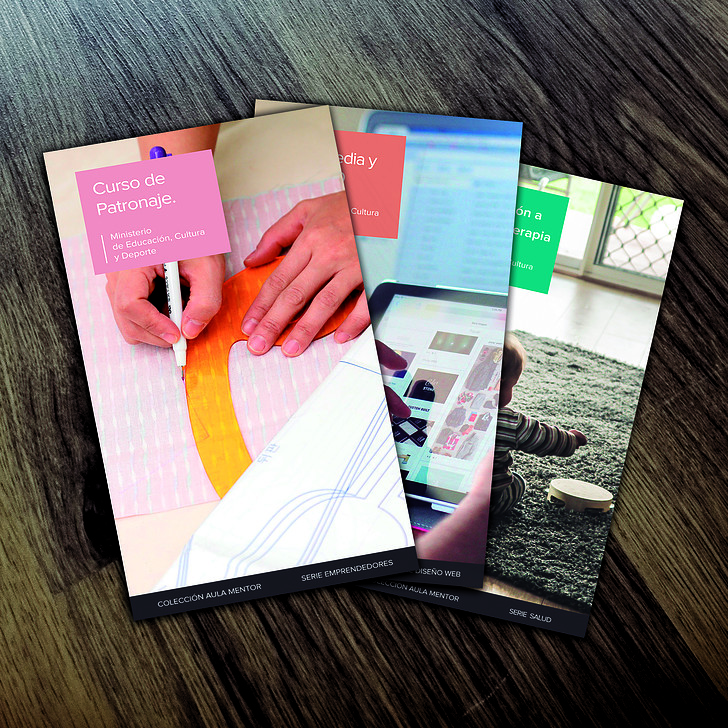 Curso de
Patronaje.
Ministerio
de Educación, Cultura
y Deporte
COLECCIÓN AULA MENTOR
SERIE EMPRENDEDORES
edia y
Cultura
DISEÑO WEB
ón a
erapia
ultura
CCIÓN AULA MENTOR
SERIE SALUD